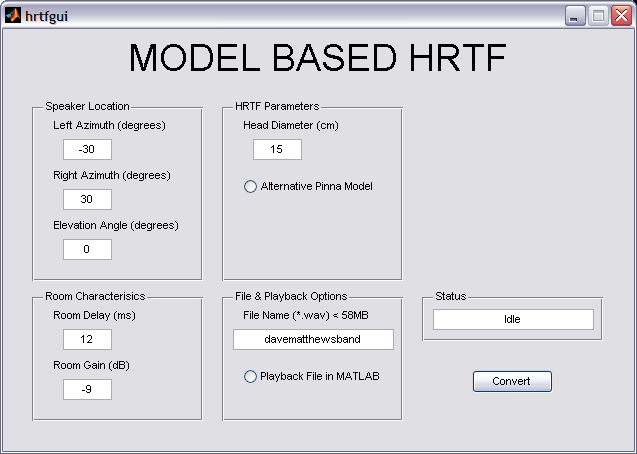 hrtfgui
MODEL BASED HRTF
Speaker Location
Left Azimuth (degrees)
-30
Right Azimuth (degrees)
30
Elevation Angle (degrees)
0
HRTF Parameters
Head Diameter (cm)
15
Alternative Pinna Model
Room Characterisics
Room Delay (ms)
12
Room Gain (dB)
-9
File & Playback Options
File Name (*.wav) < 58MB
davematthewsband
Playback File in MATLAB
Status
Idle
Convert